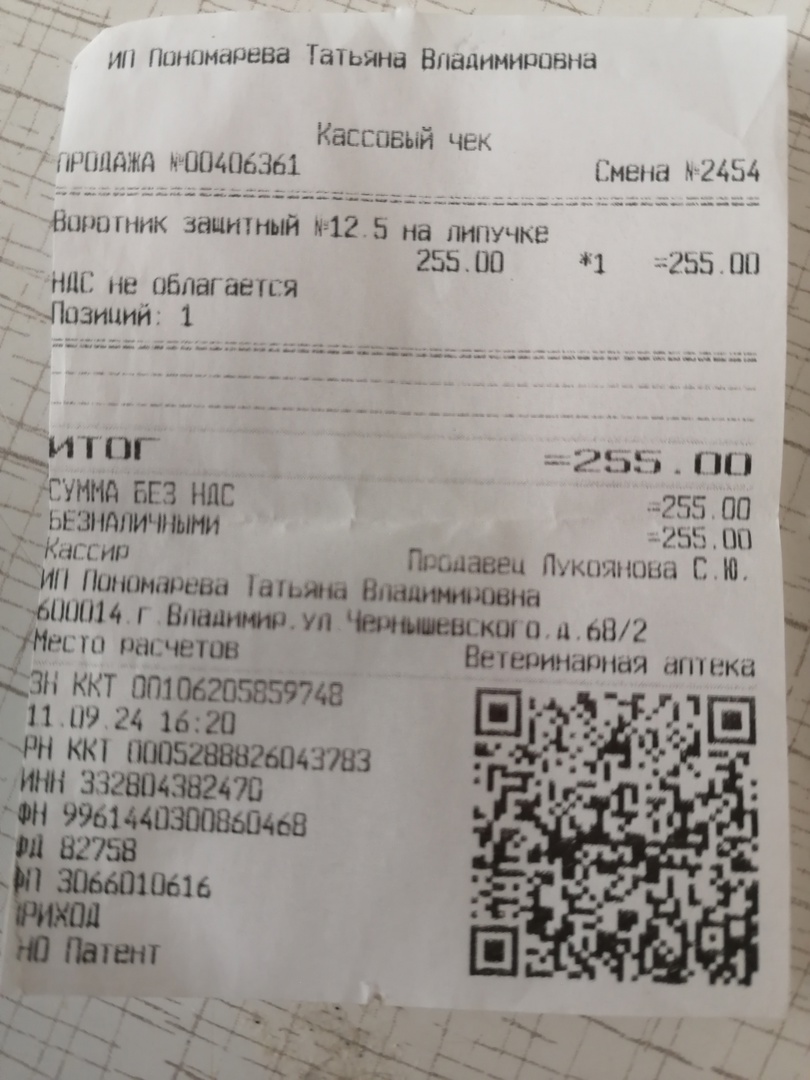 ИП Пономарева Татьяна Владимировна
Кассовый чек
ПРОДАЖА №00406361 Смена №2454
Воротник защитный №12.5 на липучке
255.00 *1 =255.00
НДС не облагается
Позиций: 1
ИТОГ =255.00
СУММА БЕЗ НДС =255.00
БЕЗНАЛИЧНЫМИ =255.00
Кассир Продавец Лукоянова С.Ю.
ИП Пономарева Татьяна Владимировна
600014.г.Владимир.ул.Чернышевского.д.68/2
Место расчетов Ветеринарная аптека
ЗН ККТ 00106205859748
11.09.24 16:20
РН ККТ 0005288826043783
ИНН 332804382470
ФН 9961440300860468
ФД 82758
ФП 3066010616
ПРИХОД
НО Патент